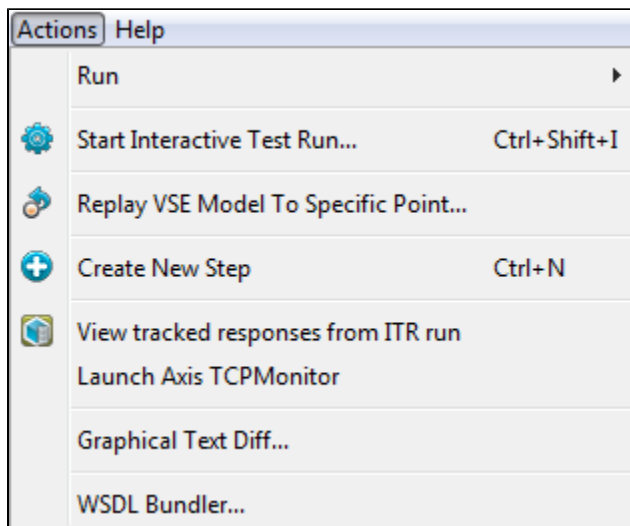 Actions Help
Run
Start Interactive Test Run... Ctrl+Shift+I
Replay VSE Model To Specific Point...
Create New Step Ctrl+N
View tracked responses from ITR run
Launch Axis TCPMonitor
Graphical Text Diff...
WSDL Bundler...